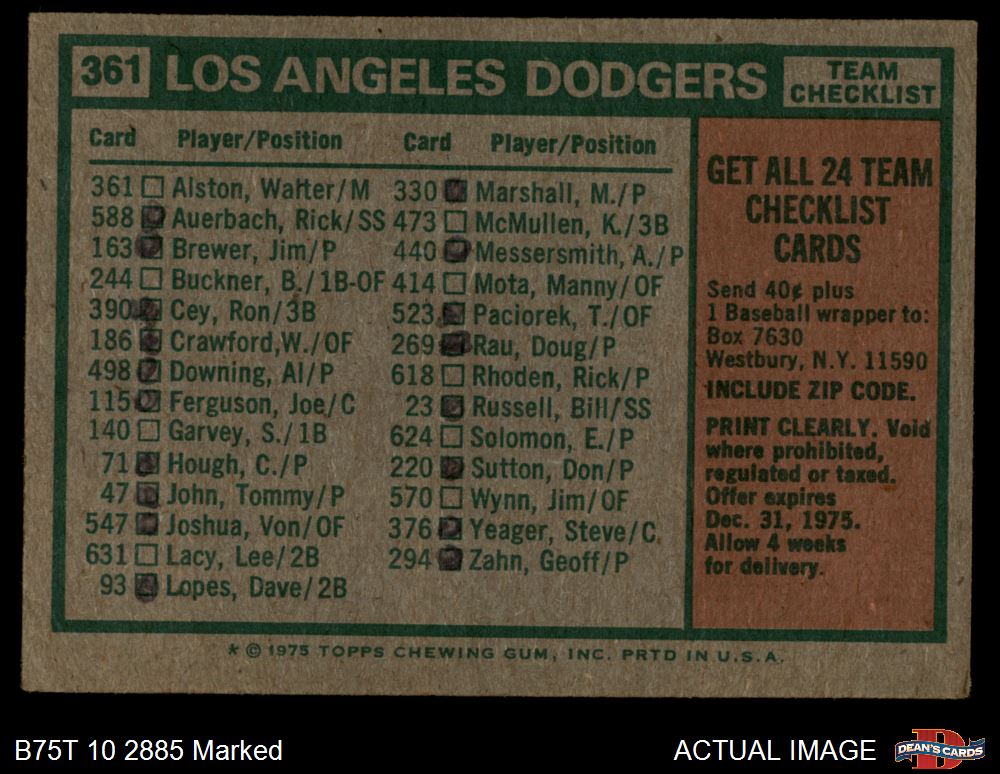 361 LOS ANGELES DODGERS TEAM CHECKLIST
Card Player/Position Card Player/Position
361 Alston, Walter/M 330 Marshall, M./P
588 Auerbach, Rick/SS 473 McMullen, K./3B
163 Brewer, Jim/P 440 Messersmith, A./P
244 Buckner, B./1B-OF 414 Mota, Manny/OF
390 Cey, Ron/3B 523 Paciorek, T./OF
186 Crawford,W./OF 269 Rau, Doug/P
498 Downing, Al/P 618 Rhoden, Rick/P
115 Ferguson, Joe/C 23 Russell, Bill/SS
140 Garvey, S./1B 624 Solomon, E./P
71 Hough, C./P 220 Sutton, Don/P
47 John, Tommy/P 570 Wynn, Jim/OF
547 Joshua, Von/OF 376 Yeager, Steve/C
631 Lacy, Lee/2B 294 Zahn, Geoff/P
93 Lopes, Dave/2B
GET ALL 24 TEAM
CHECKLIST
CARDS
Send 40¢ plus
1 Baseball wrapper to:
Box 7630
Westbury, N.Y. 11590
INCLUDE ZIP CODE.
PRINT CLEARLY. Void
where prohibited,
regulated or taxed.
Offer expires
Dec. 31, 1975.
Allow 4 weeks
for delivery.
* © 1975 TOPPS CHEWING GUM, INC. PRTD IN U.S.A.
B75T 10 2885 Marked
ACTUAL IMAGE
DEAN'S CARDS